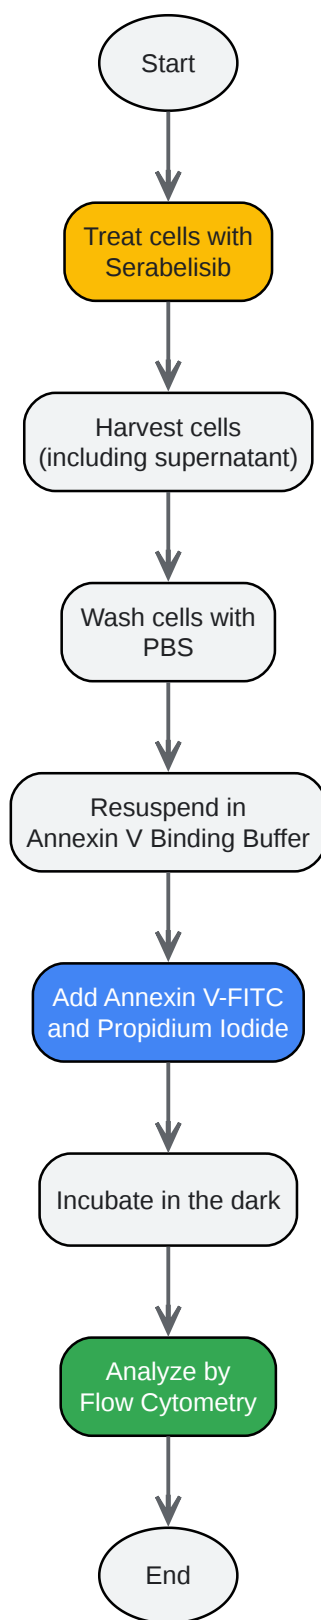 Start
Treat cells with
Serabelisib
Harvest cells
(including supernatant)
Wash cells with
PBS
Resuspend in
Annexin V Binding Buffer
Add Annexin V-FITC
and Propidium Iodide
Incubate in the dark
Analyze by
Flow Cytometry
End